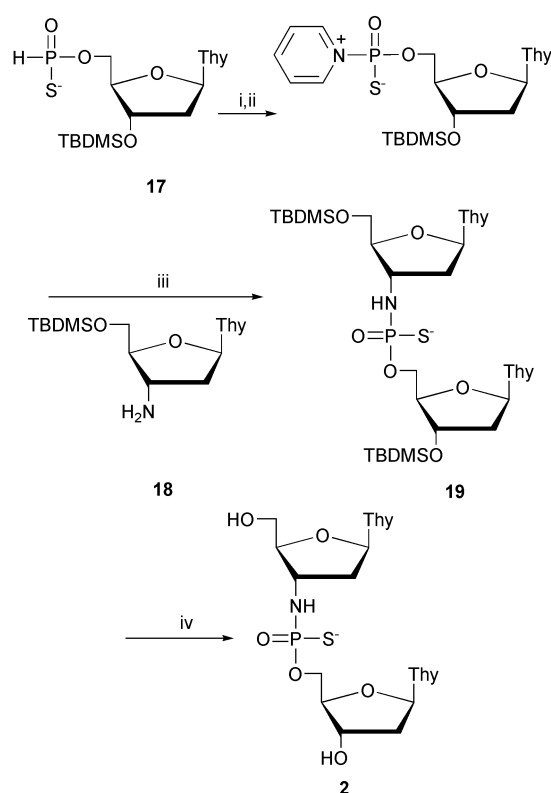 O
H P O O Thy
S-
TBDMSO
17
i,ii
O
N+ P O O Thy
S-
TBDMSO
iii
TBDMSO O Thy
H2N
18
TBDMSO O Thy
HN
O=P S-
O O Thy
TBDMSO
19
iv
HO O Thy
NH
O=P S-
O O Thy
HO
2